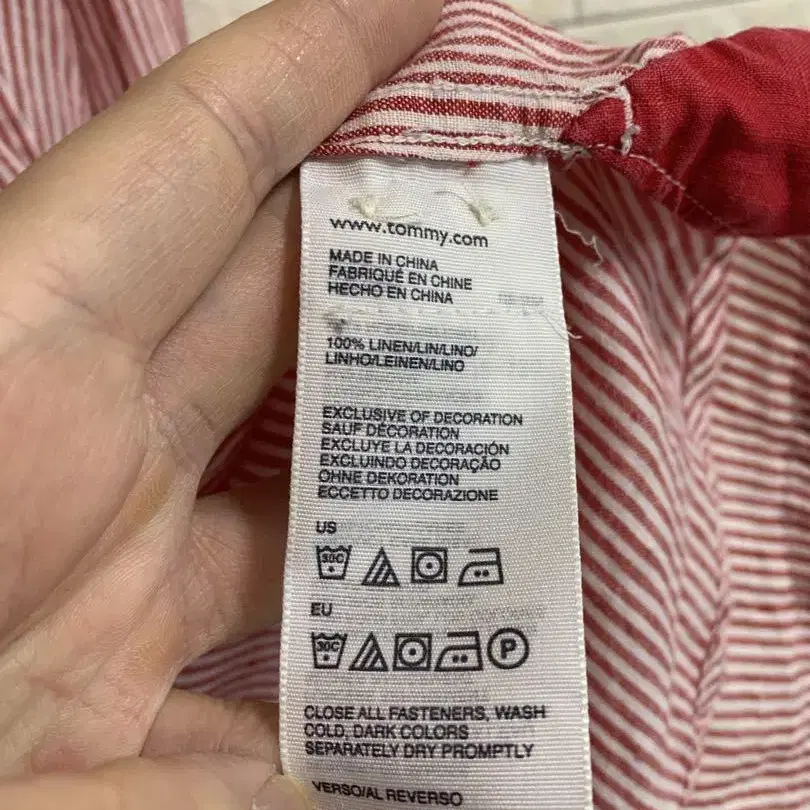 www.tommy.com
MADE IN CHINA
FABRIQUÉ EN CHINE
HECHO EN CHINA
100% LINEN/LIN/LINO/
LINHO/LEINEN/LINO
EXCLUSIVE OF DECORATION
SAUF DÉCORATION
EXCLUYE LA DECORACIÓN
EXCLUINDO DECORAÇÃO
OHNE DEKORATION
ECCETTO DECORAZIONE
US
30C
EU
30C
P
CLOSE ALL FASTENERS, WASH
COLD, DARK COLORS
SEPARATELY DRY PROMPTLY
VERSO/AL REVERSO